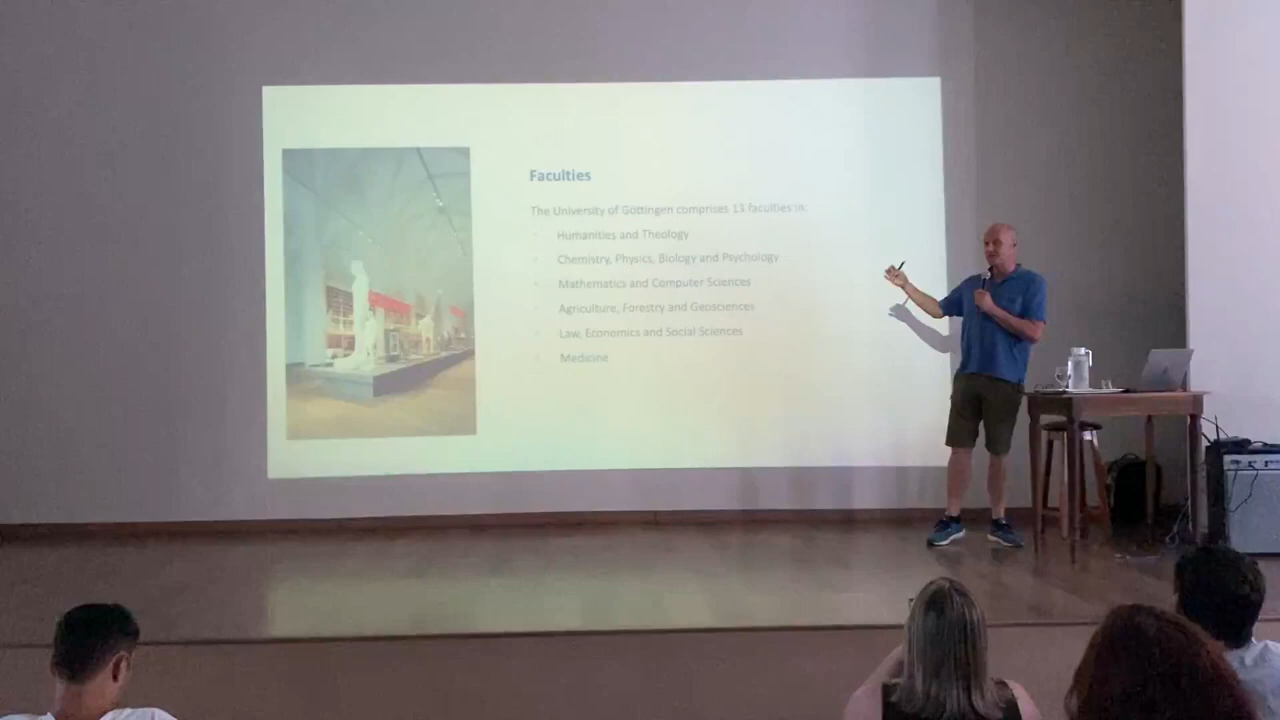 Faculties
The University of Göttingen comprises 13 faculties in:
Humanities and Theology
Chemistry, Physics, Biology and Psychology
Mathematics and Computer Sciences
Agriculture, Forestry and Geosciences
Law, Economics and Social Sciences
Medicine